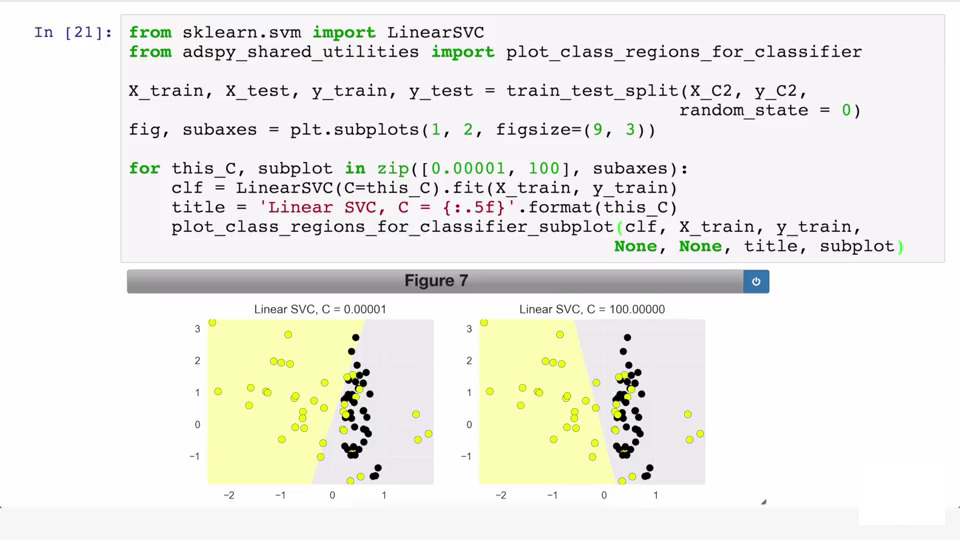 In [21]:
from sklearn.svm import LinearSVC
from adspy_shared_utilities import plot_class_regions_for_classifier
X_train, X_test, y_train, y_test = train_test_split(X_C2, y_C2,
random_state = 0)
fig, subaxes = plt.subplots(1, 2, figsize=(9, 3))
for this_C, subplot in zip([0.00001, 100], subaxes):
clf = LinearSVC(C=this_C).fit(X_train, y_train)
title = 'Linear SVC, C = {:.5f}'.format(this_C)
plot_class_regions_for_classifier_subplot(clf, X_train, y_train,
None, None, title, subplot)
Figure 7
Linear SVC, C = 0.00001
3
2
1
0
−1
−2 −1 0 1
Linear SVC, C = 100.00000
3
2
1
0
−1
−2 −1 0 1